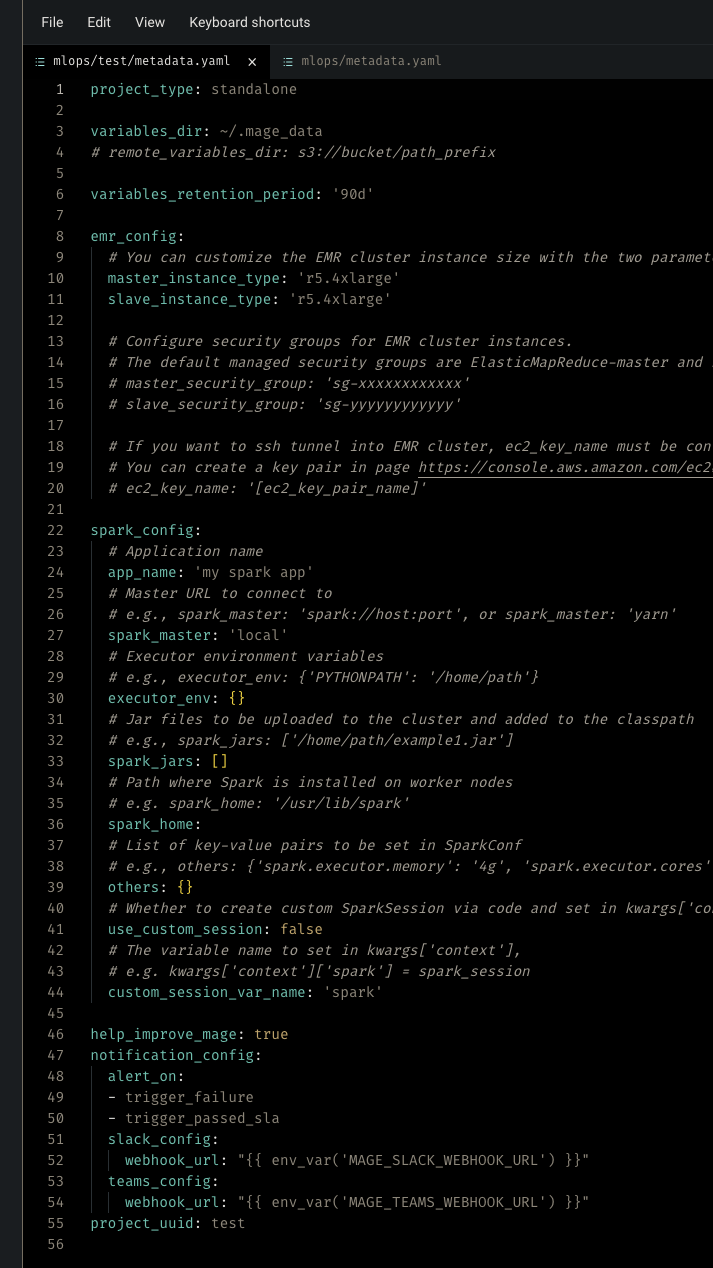 File Edit View Keyboard shortcuts
mlops/test/metadata.yaml × mlops/metadata.yaml
1 project_type: standalone
2
3 variables_dir: ~/.mage_data
4 # remote_variables_dir: s3://bucket/path_prefix
5
6 variables_retention_period: '90d'
7
8 emr_config:
9 # You can customize the EMR cluster instance size with the two paramet
10 master_instance_type: 'r5.4xlarge'
11 slave_instance_type: 'r5.4xlarge'
12
13 # Configure security groups for EMR cluster instances.
14 # The default managed security groups are ElasticMapReduce-master and
15 # master_security_group: 'sg-xxxxxxxxxxxx'
16 # slave_security_group: 'sg-yyyyyyyyyyyy'
17
18 # If you want to ssh tunnel into EMR cluster, ec2_key_name must be con
19 # You can create a key pair in page https://console.aws.amazon.com/ec2
20 # ec2_key_name: '[ec2_key_pair_name]'
21
22 spark_config:
23 # Application name
24 app_name: 'my spark app'
25 # Master URL to connect to
26 # e.g., spark_master: 'spark://host:port', or spark_master: 'yarn'
27 spark_master: 'local'
28 # Executor environment variables
29 # e.g., executor_env: {'PYTHONPATH': '/home/path'}
30 executor_env: {}
31 # Jar files to be uploaded to the cluster and added to the classpath
32 # e.g., spark_jars: ['/home/path/example1.jar']
33 spark_jars: []
34 # Path where Spark is installed on worker nodes
35 # e.g. spark_home: '/usr/lib/spark'
36 spark_home:
37 # List of key-value pairs to be set in SparkConf
38 # e.g., others: {'spark.executor.memory': '4g', 'spark.executor.cores'
39 others: {}
40 # Whether to create custom SparkSession via code and set in kwargs['co
41 use_custom_session: false
42 # The variable name to set in kwargs['context'],
43 # e.g. kwargs['context']['spark'] = spark_session
44 custom_session_var_name: 'spark'
45
46 help_improve_mage: true
47 notification_config:
48 alert_on:
49 - trigger_failure
50 - trigger_passed_sla
51 slack_config:
52 webhook_url: "{{ env_var('MAGE_SLACK_WEBHOOK_URL') }}"
53 teams_config:
54 webhook_url: "{{ env_var('MAGE_TEAMS_WEBHOOK_URL') }}"
55 project_uuid: test
56